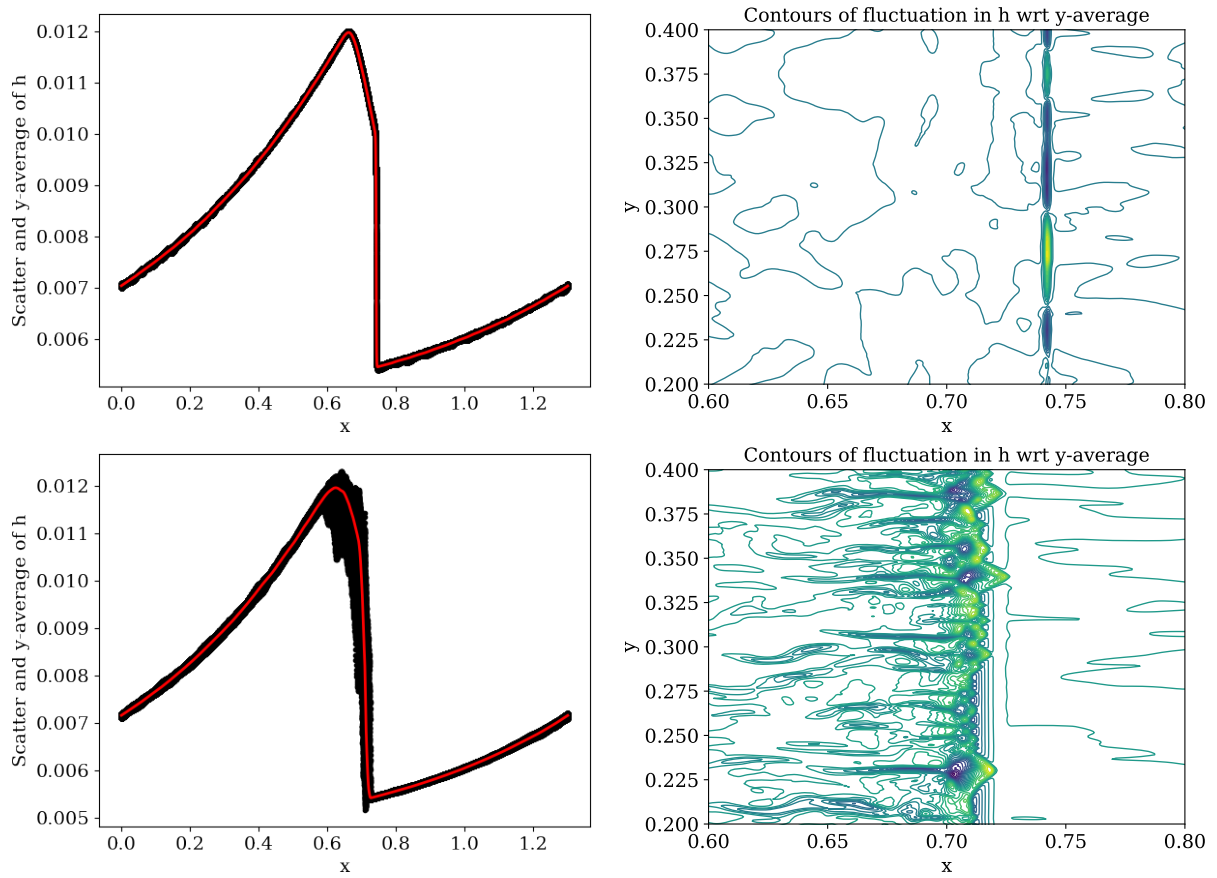 Scatter and y-average of h
0.012
0.011
0.010
0.009
0.008
0.007
0.006
0.0 0.2 0.4 0.6 0.8 1.0 1.2
x
Contours of fluctuation in h wrt y-average
y
0.400
0.375
0.350
0.325
0.300
0.275
0.250
0.225
0.200
0.60 0.65 0.70 0.75 0.80
x
Scatter and y-average of h
0.012
0.011
0.010
0.009
0.008
0.007
0.006
0.005
0.0 0.2 0.4 0.6 0.8 1.0 1.2
x
Contours of fluctuation in h wrt y-average
y
0.400
0.375
0.350
0.325
0.300
0.275
0.250
0.225
0.200
0.60 0.65 0.70 0.75 0.80
x